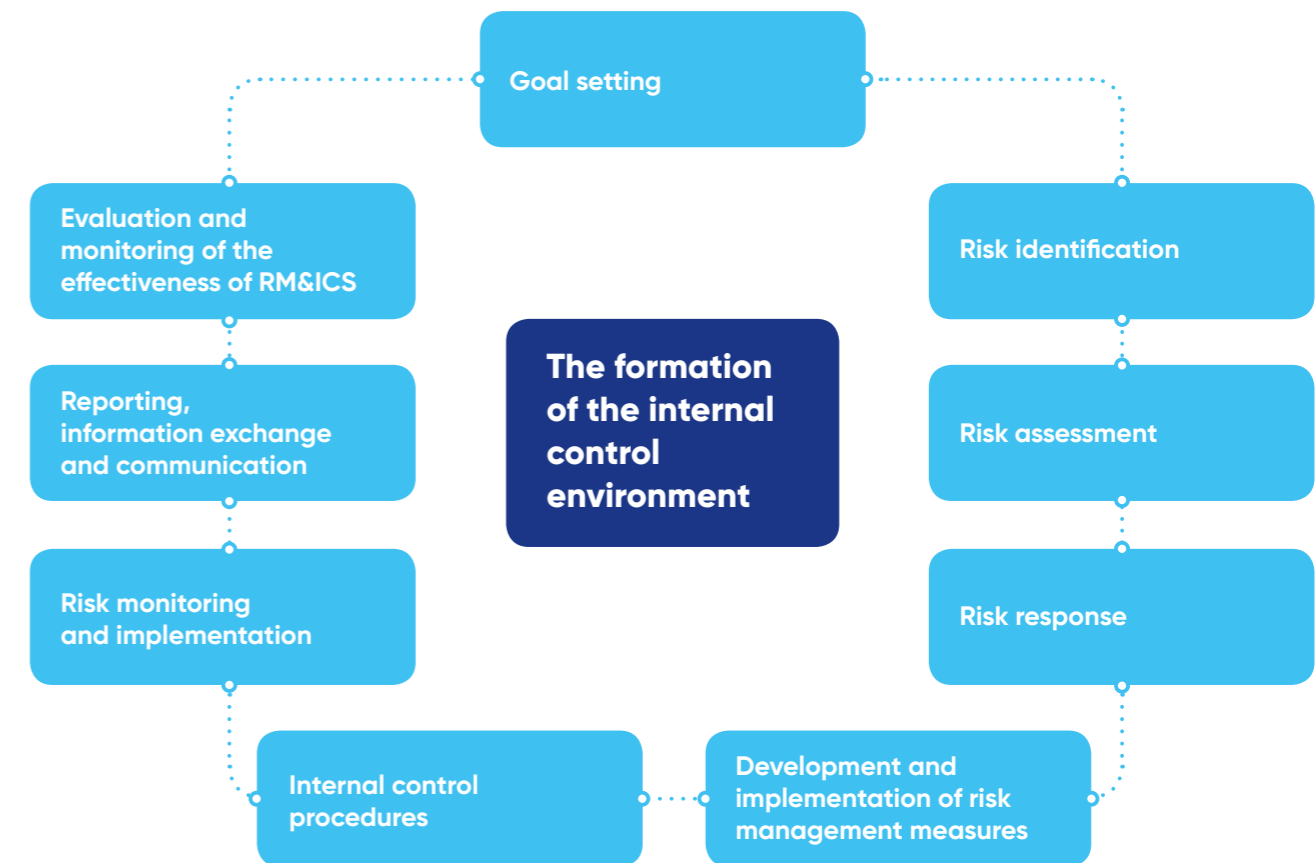 Goal setting
Evaluation and
monitoring of the
effectiveness of RM&ICS
Risk identification
The formation
of the internal
control
environment
Reporting,
information exchange
and communication
Risk assessment
Risk monitoring
and implementation
Risk response
Internal control
procedures
Development and
implementation of risk
management measures